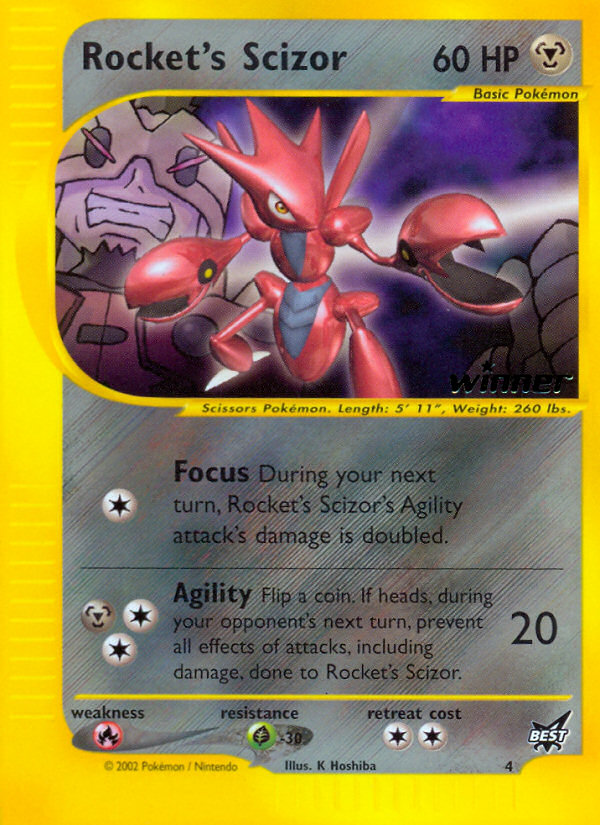 Rocket's Scizor 60 HP
Basic Pokémon
winner
Scissors Pokémon. Length: 5' 11", Weight: 260 lbs.
Focus During your next
turn, Rocket's Scizor's Agility
attack's damage is doubled.
Agility Flip a coin. If heads, during
your opponent's next turn, prevent
all effects of attacks, including
damage, done to Rocket's Scizor.
20
weakness resistance retreat cost
-30
BEST
© 2002 Pokémon / Nintendo Illus. K Hoshiba 4